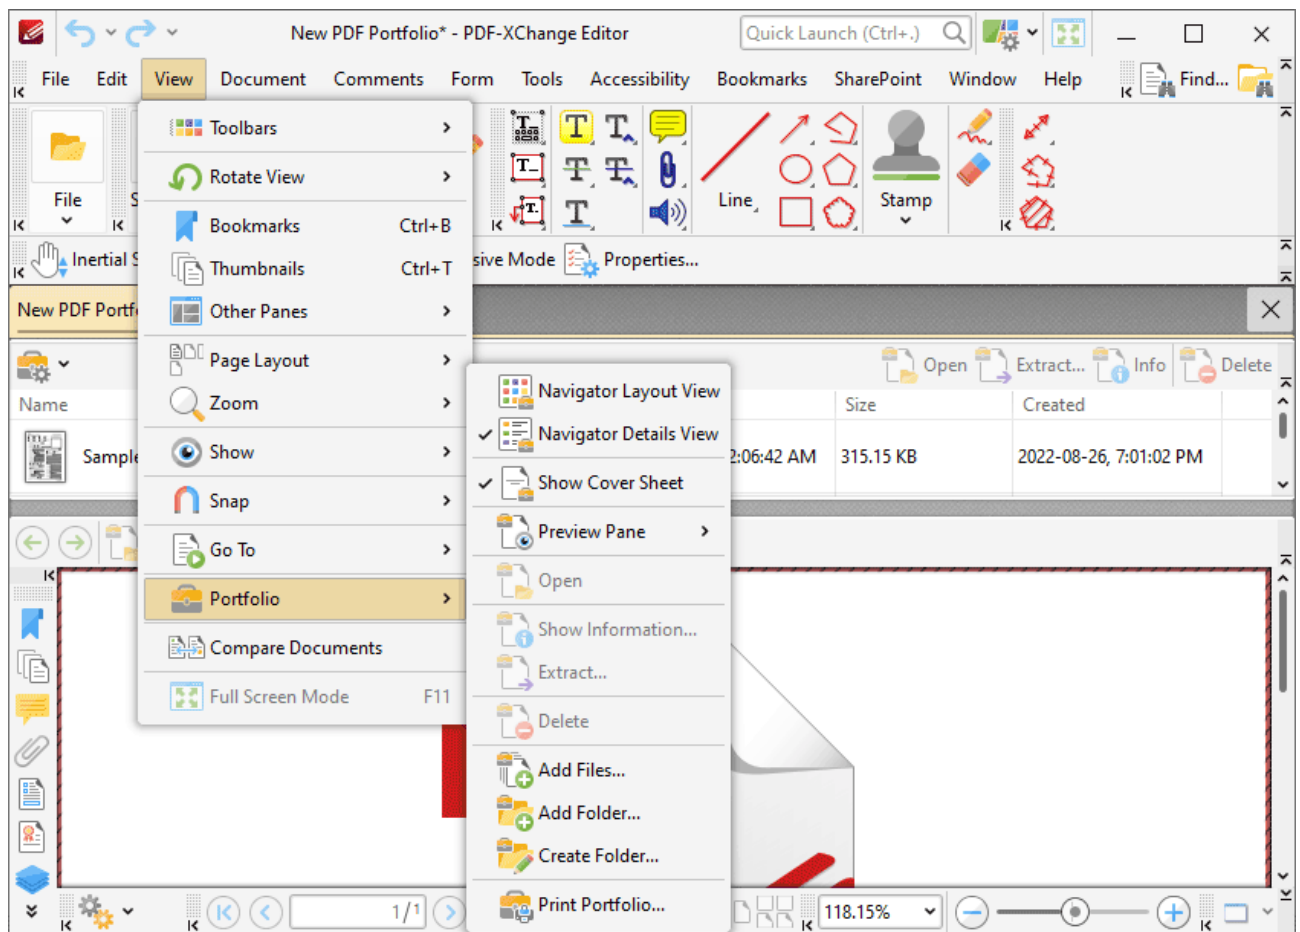 New PDF Portfolio* - PDF-XChange Editor
Quick Launch (Ctrl+.)
File Edit View Document Comments Form Tools Accessibility Bookmarks SharePoint Window Help Find...
File
Line
Stamp
Inertial
Mode Properties...
New PDF
Open Extract... Info Delete
Name Size Created
2:06:42 AM 315.15 KB 2022-08-26, 7:01:02 PM
Toolbars
Rotate View
Bookmarks Ctrl+B
Thumbnails Ctrl+T
Other Panes
Page Layout
Zoom
Show
Snap
Go To
Portfolio
Compare Documents
Full Screen Mode F11
Navigator Layout View
Navigator Details View
Show Cover Sheet
Preview Pane
Open
Show Information...
Extract...
Delete
Add Files...
Add Folder...
Create Folder...
Print Portfolio...
1/1
118.15%